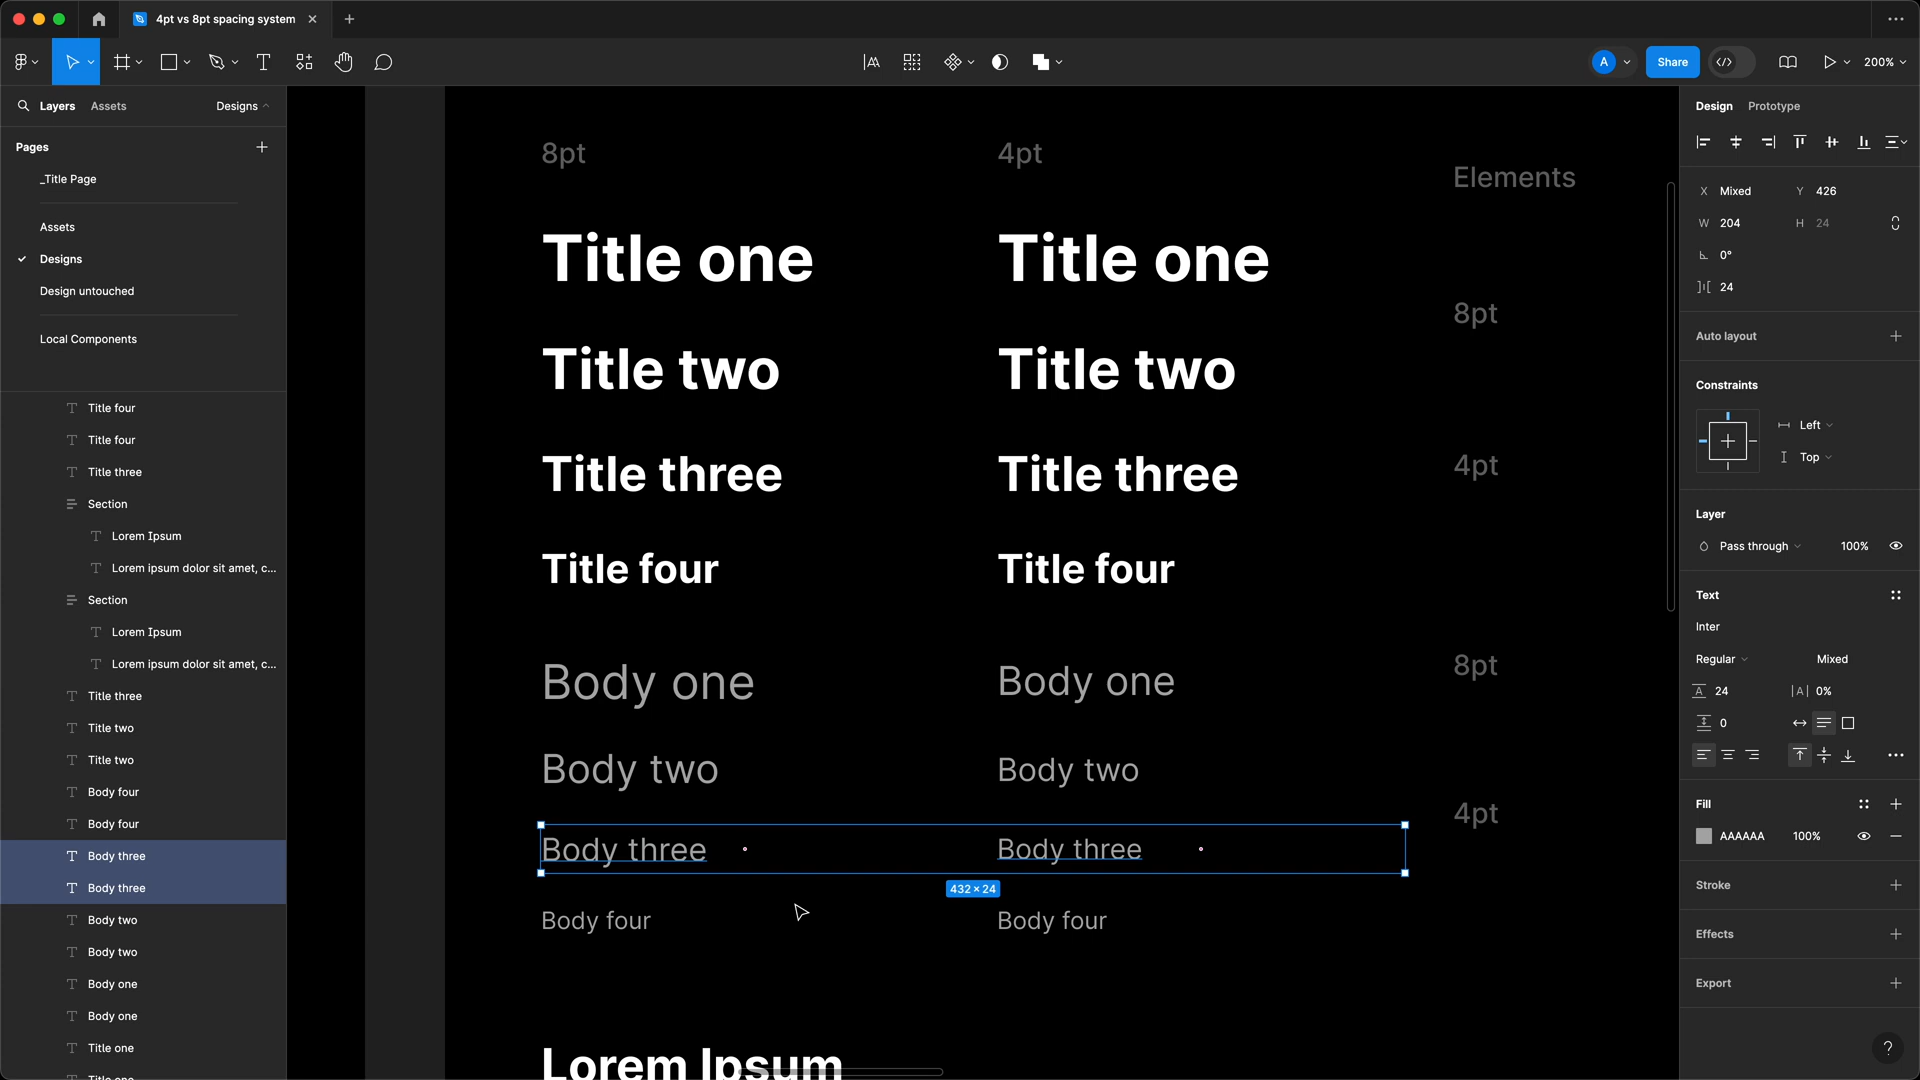 4pt vs 8pt spacing system
A
Share
200%
Layers
Assets
Designs
Pages
_Title Page
Assets
Designs
Design untouched
Local Components
Title four
Title four
Title three
Section
Lorem Ipsum
Lorem ipsum dolor sit amet, c...
Section
Lorem Ipsum
Lorem ipsum dolor sit amet, c...
Title three
Title two
Title two
Body four
Body four
Body three
Body three
Body two
Body two
Body one
Body one
Title one
Title one
8pt
4pt
Elements
Title one
Title one
8pt
Title two
Title two
4pt
Title three
Title three
Title four
Title four
8pt
Body one
Body one
Body two
Body two
4pt
Body three
Body three
432 × 24
Body four
Body four
Lorem Ipsum
Design
Prototype
X Mixed
Y 426
W 204
H 24
0°
24
Auto layout
Constraints
Left
Top
Layer
Pass through
100%
Text
Inter
Regular
Mixed
24
|A| 0%
0
Fill
AAAAAA
100%
Stroke
Effects
Export
?